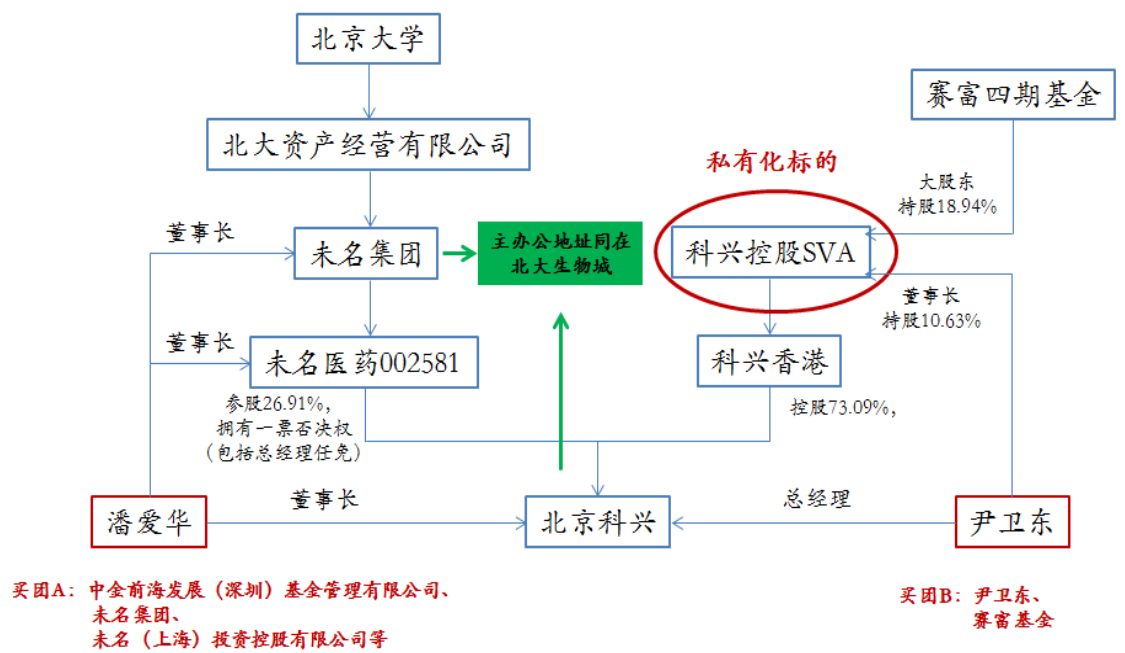 北京大学
赛富四期基金
北大资产经营有限公司
私有化标的
大股东
持股18.94%
董事长
未名集团
主办公地址同在
北大生物城
科兴控股SVA
董事长
持股10.63%
董事长
未名医药002581
科兴香港
参股26.91%，
拥有一票否决权
（包括总经理任免）
控股73.09%，
潘爱华
董事长
北京科兴
总经理
尹卫东
买团A：中金前海发展（深圳）基金管理有限公司、
未名集团、
未名（上海）投资控股有限公司等
买团B：尹卫东、
赛富基金